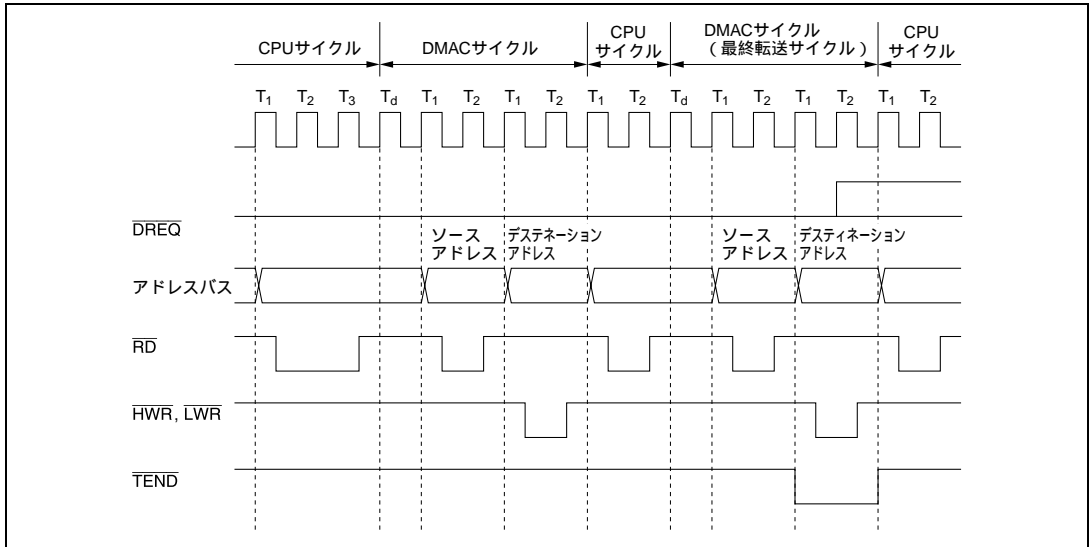 CPUサイクル
DMACサイクル
CPU
サイクル
DMACサイクル
(最終転送サイクル)
CPU
サイクル
T1 T2 T3 Td T1 T2 T1 T2 T1 T2 Td T1 T2 T1 T2 T1 T2
DREQ
ソース
アドレス
デステネーション
アドレス
ソース
アドレス
デスティネーション
アドレス
アドレスバス
RD
HWR, LWR
TEND